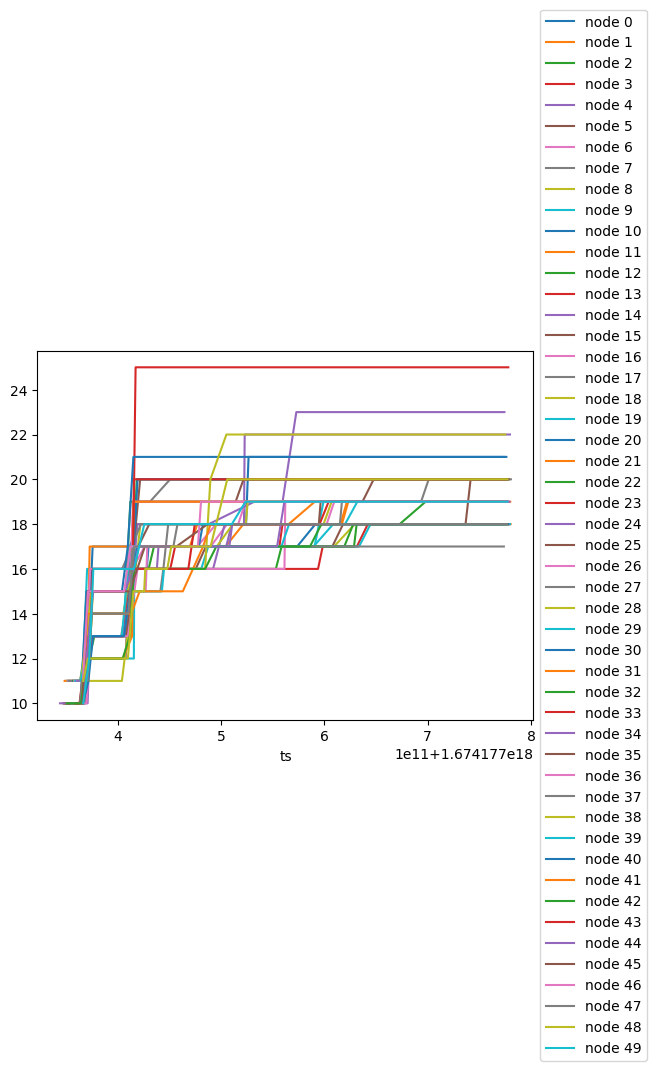 24
22
20
18
16
14
12
10
4
5
6
7
8
ts
1e11+1.674177e18
node 0
node 1
node 2
node 3
node 4
node 5
node 6
node 7
node 8
node 9
node 10
node 11
node 12
node 13
node 14
node 15
node 16
node 17
node 18
node 19
node 20
node 21
node 22
node 23
node 24
node 25
node 26
node 27
node 28
node 29
node 30
node 31
node 32
node 33
node 34
node 35
node 36
node 37
node 38
node 39
node 40
node 41
node 42
node 43
node 44
node 45
node 46
node 47
node 48
node 49